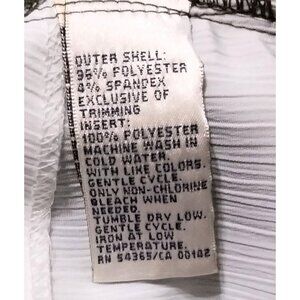 OUTER SHELL:
96% POLYESTER
4% SPANDEX
EXCLUSIVE OF
TRIMMING
INSERT:
100% POLYESTER
MACHINE WASH IN
COLD WATER,
WITH LIKE COLORS.
GENTLE CYCLE.
ONLY NON-CHLORINE
BLEACH WHEN
NEEDED.
TUMBLE DRY LOW.
GENTLE CYCLE.
IRON AT LOW
TEMPERATURE.
RN 54365/CA 06182